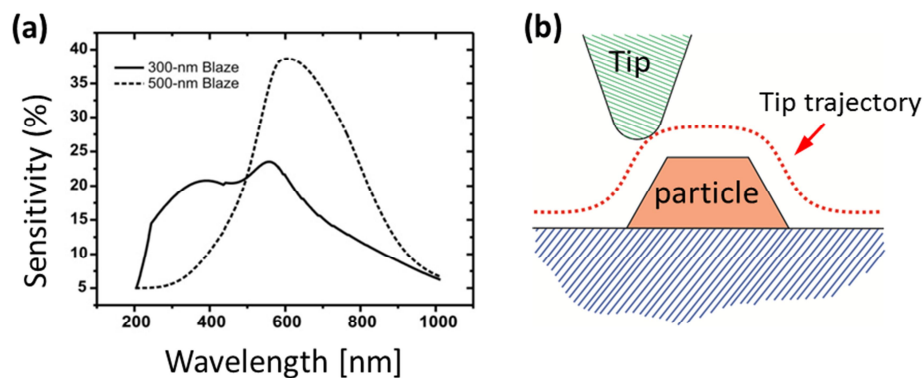 (a)
Sensitivity (%)
40
35
30
25
20
15
10
5
300-nm Blaze
500-nm Blaze
200 400 600 800 1000
Wavelength [nm]
(b)
Tip
Tip trajectory
particle